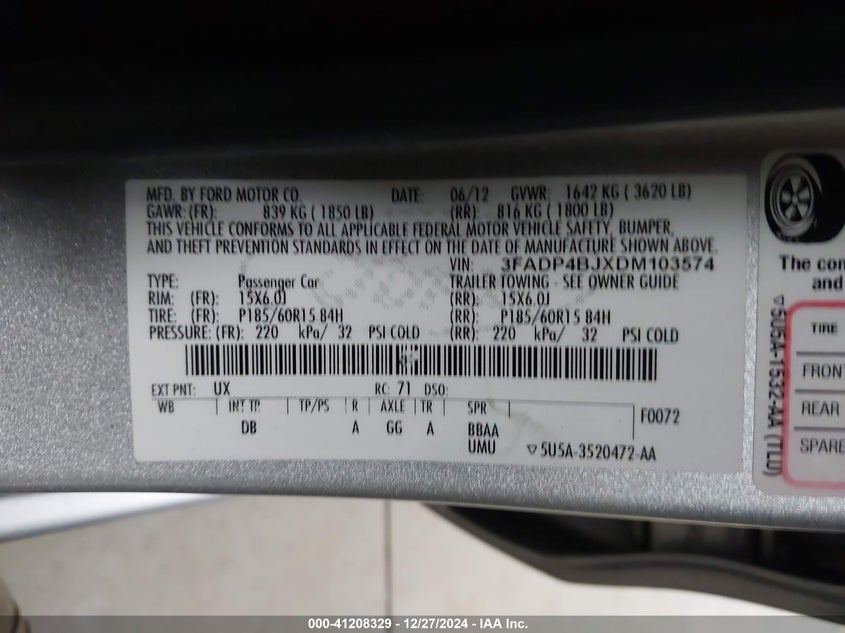 MFD. BY FORD MOTOR CO. DATE: 06/12 GVWR: 1642 KG ( 3620 LB)
GAWR:(FR): 839 KG ( 1850 LB) (RR): 816 KG ( 1800 LB)
THIS VEHICLE CONFORMS TO ALL APPLICABLE FEDERAL MOTOR VEHICLE SAFETY, BUMPER,
AND THEFT PREVENTION STANDARDS IN EFFECT ON THE DATE OF MANUFACTURE SHOWN ABOVE.
VIN: 3FADP4BJXDM103574
TYPE: Passenger Car TRAILER TOWING - SEE OWNER GUIDE
RIM: (FR): 15X6.0J (RR): 15X6.0J
TIRE: (FR): P185/60R15 84H (RR): P185/60R15 84H
PRESSURE: (FR): 220 kPa/ 32 PSI COLD (RR): 220 kPa/ 32 PSI COLD
EXT PNT: UX RC: 71 DSO:
WB INT TR TP/PS R AXLE TR SPR F0072
DB A GG A BBAA
UMU ▽5U5A-3520472-AA
The com
and
▽5U5A-1532-AA (TLU)
TIRE
FRONT
REAR
SPARE
000-41208329 - 12/27/2024 - IAA Inc.